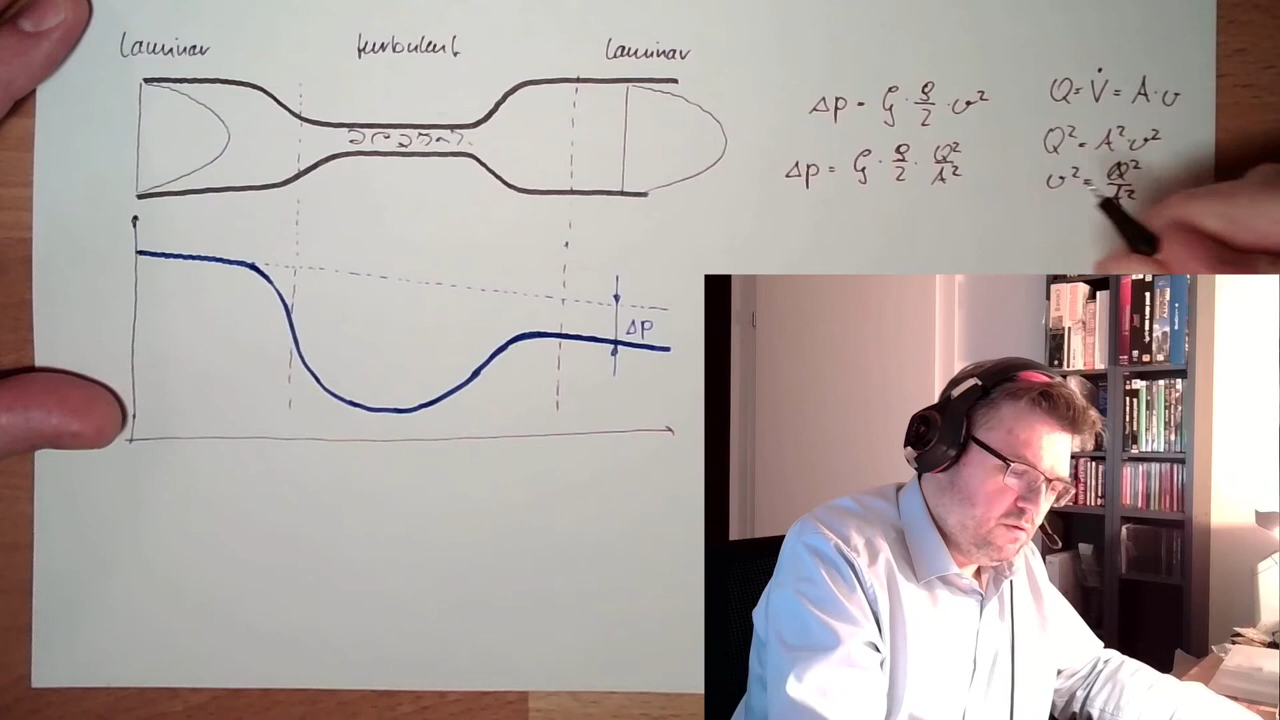 Laminar turbulent Laminar
Δp = ζ · ρ/2 · v²
Δp = ζ · ρ/2 · Q²/A²
Q = V̇ = A · v
Q² = A² · v²
v² = Q²/A²
Δp